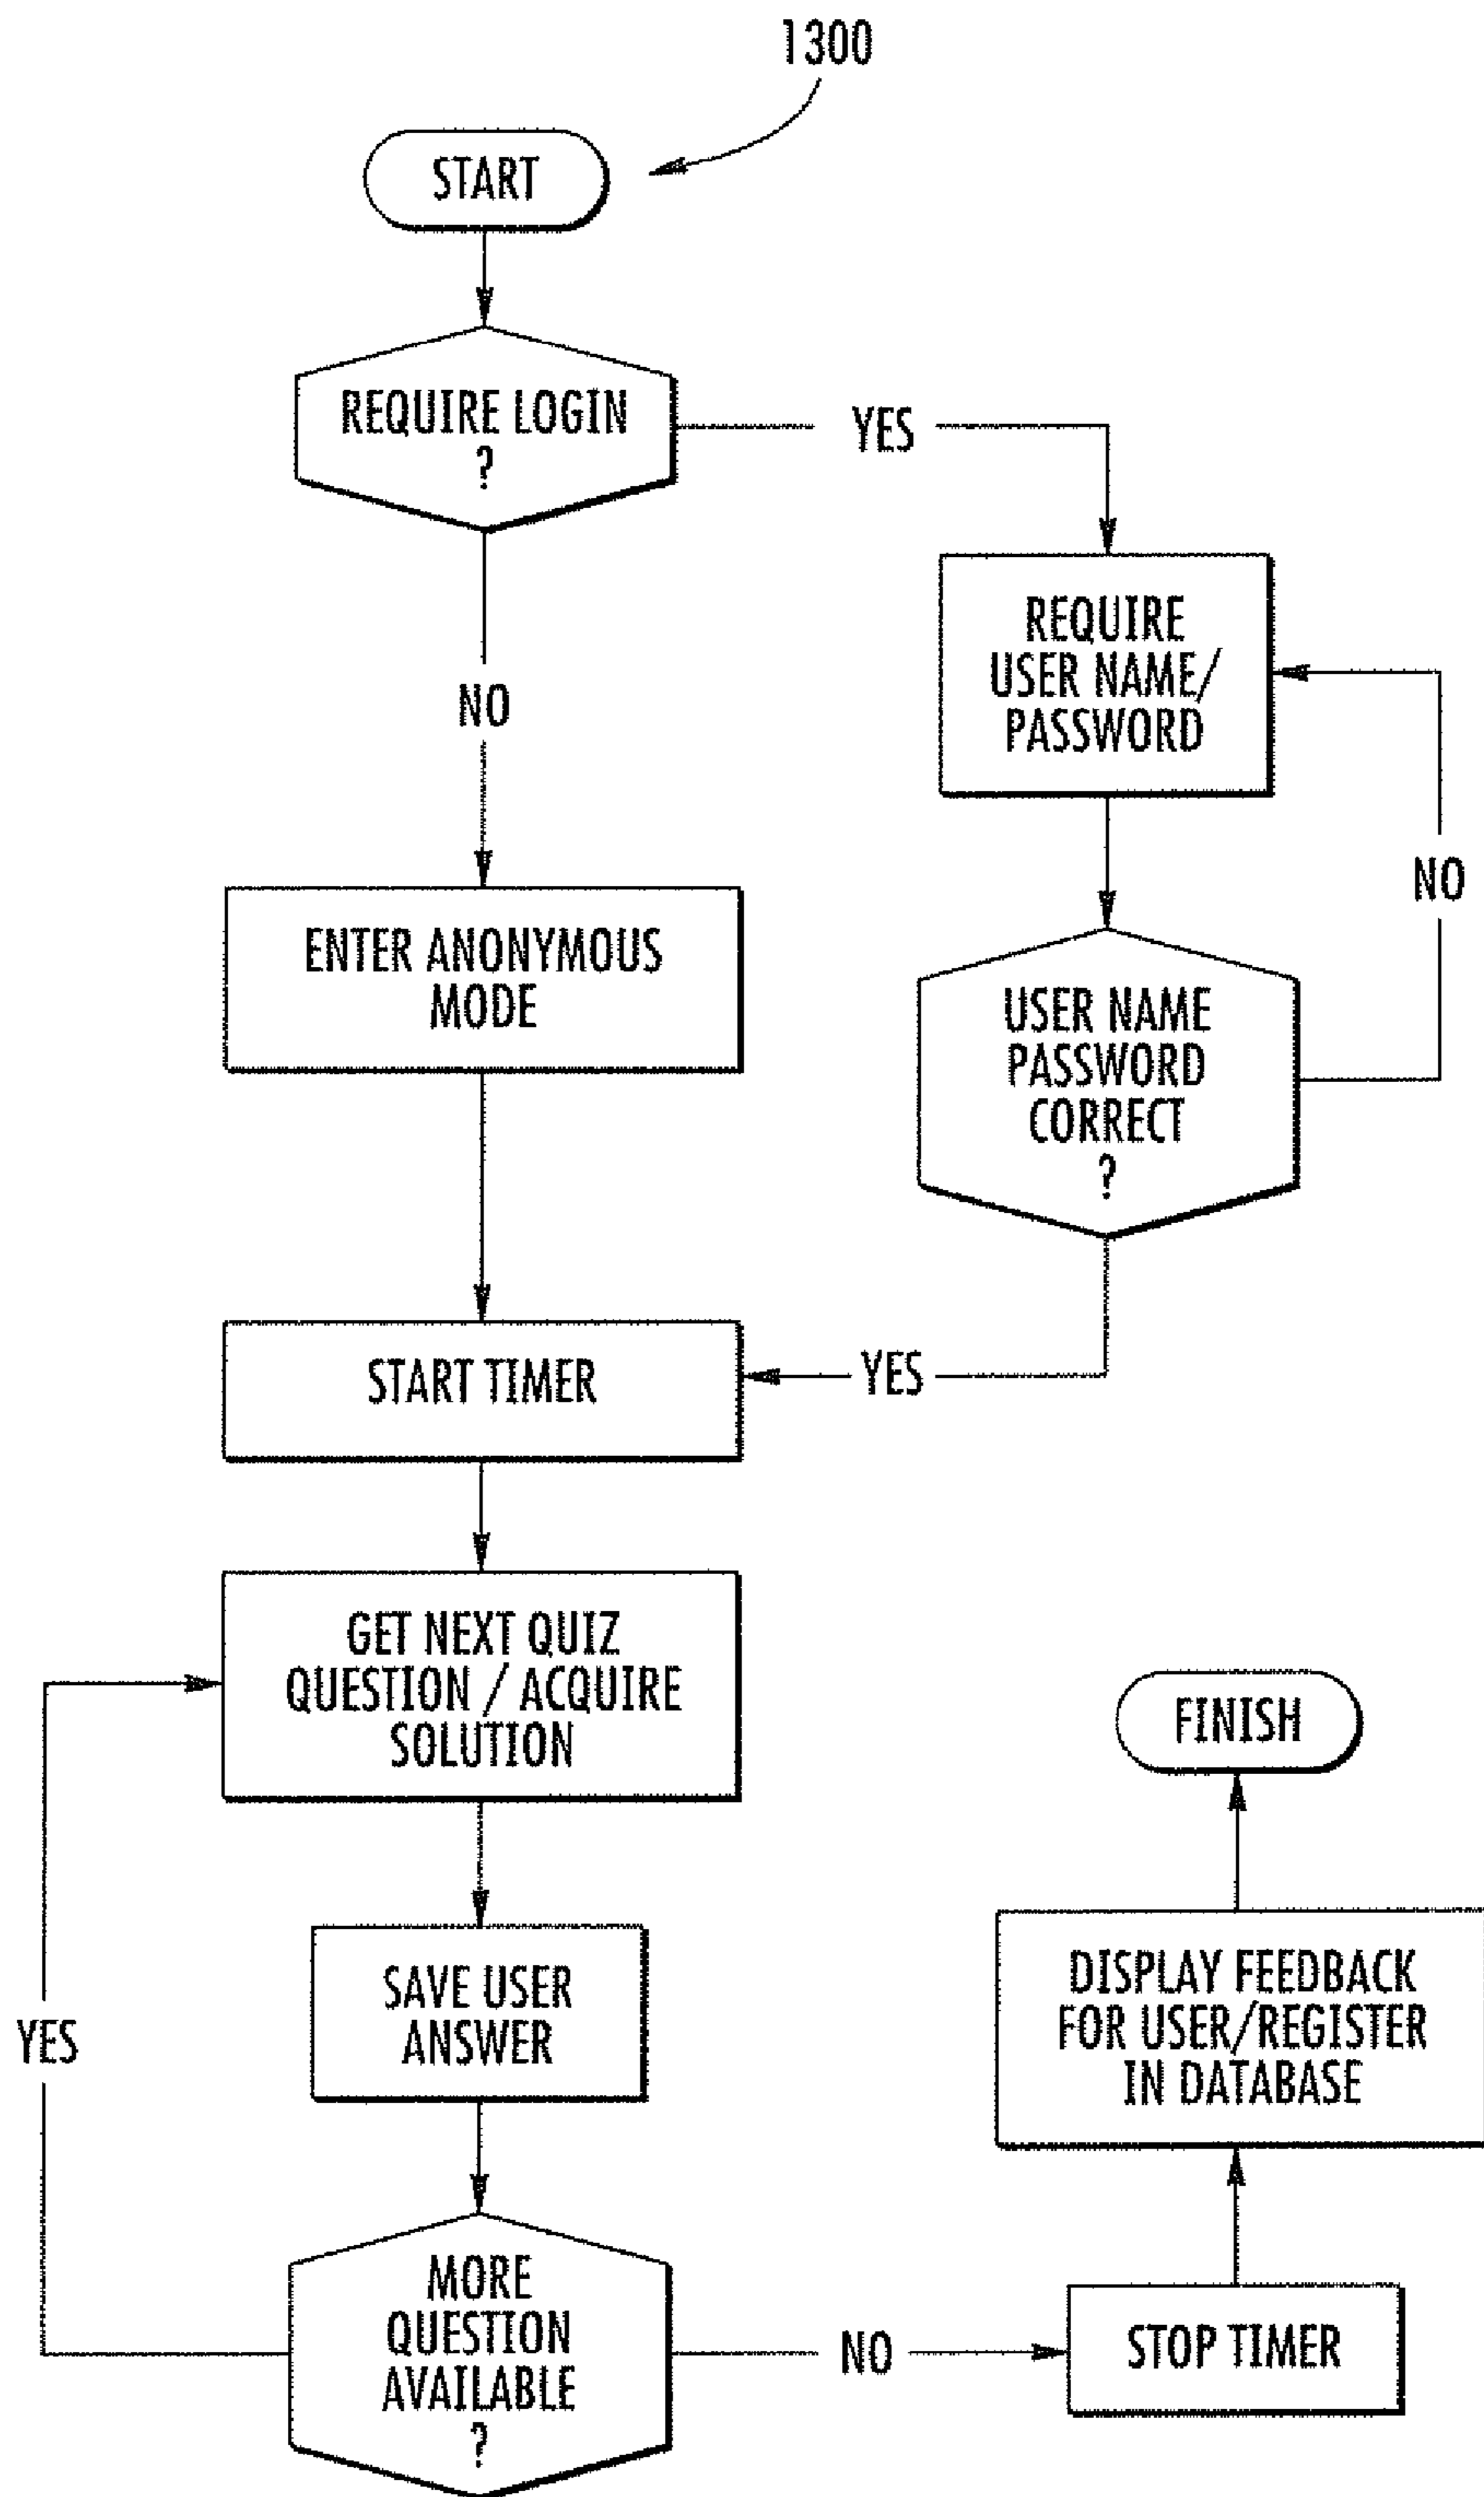 1300
START
REQUIRE LOGIN
?
YES
NO
REQUIRE
USER NAME/
PASSWORD
NO
ENTER ANONYMOUS
MODE
USER NAME
PASSWORD
CORRECT
?
START TIMER
YES
GET NEXT QUIZ
QUESTION / ACQUIRE
SOLUTION
SAVE USER
ANSWER
YES
MORE
QUESTION
AVAILABLE
?
NO
STOP TIMER
DISPLAY FEEDBACK
FOR USER/REGISTER
IN DATABASE
FINISH